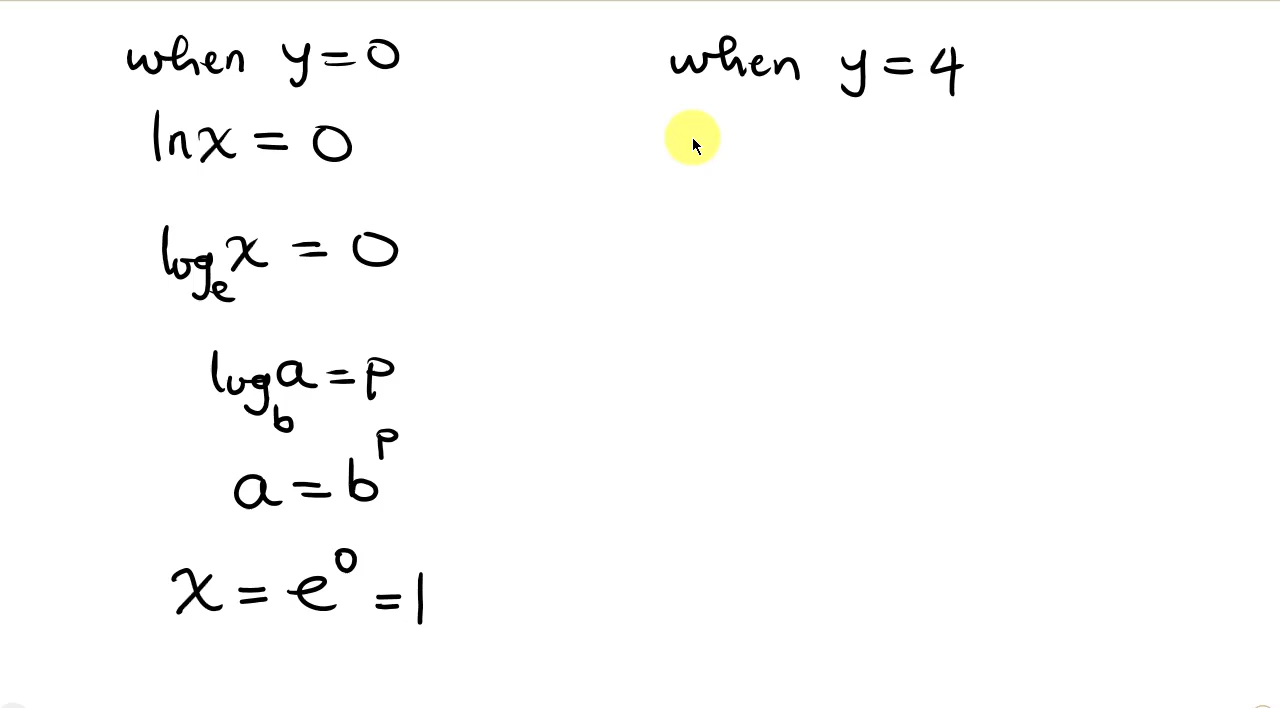 when y = 0
ln x = 0
log_e x = 0
log_b a = p
a = b^p
x = e^0 = 1
when y = 4